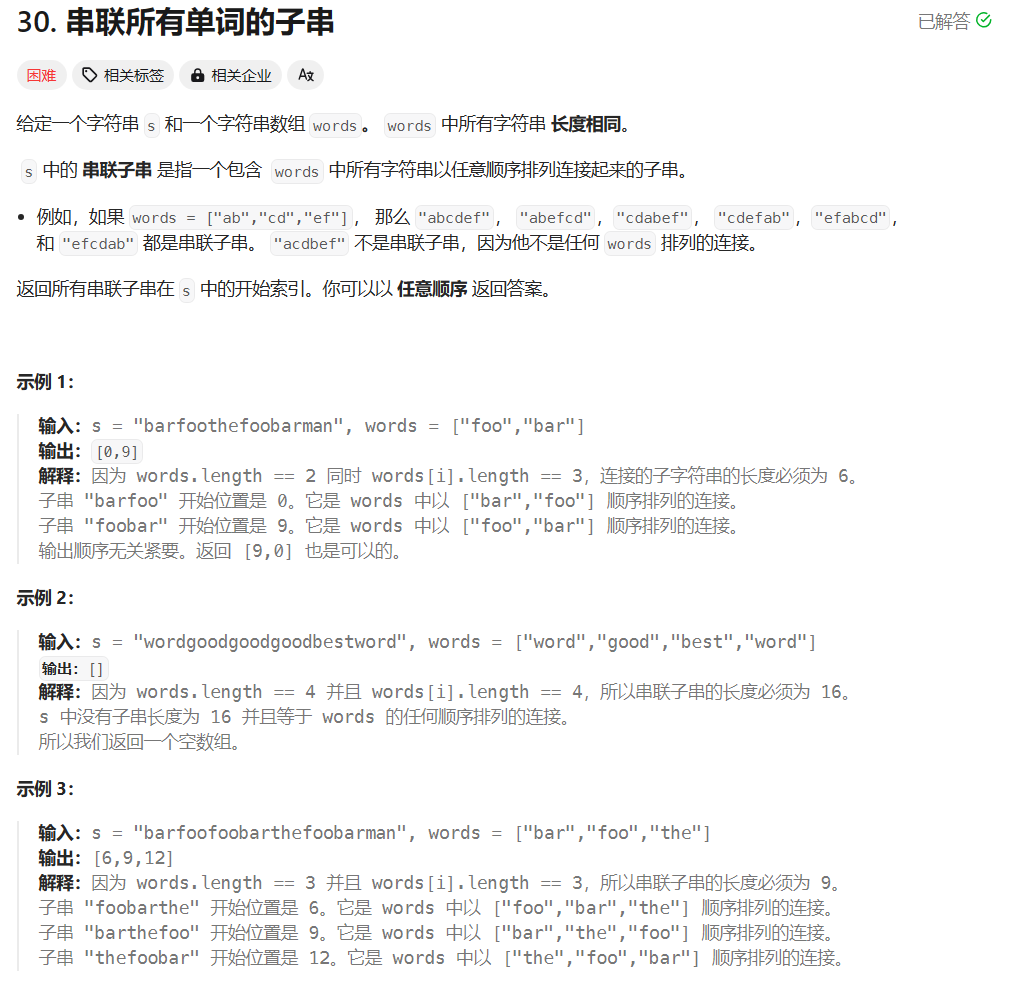 30. 串联所有单词的子串
已解答
困难 相关标签 相关企业 Ax
给定一个字符串 s 和一个字符串数组 words。 words 中所有字符串 长度相同。
s 中的 串联子串 是指一个包含 words 中所有字符串以任意顺序排列连接起来的子串。
• 例如，如果 words = ["ab","cd","ef"]， 那么 "abcdef"， "abefcd"，"cdabef"， "cdefab"，"efabcd"，
和 "efcdab" 都是串联子串。 "acdbef" 不是串联子串，因为他不是任何 words 排列的连接。
返回所有串联子串在 s 中的开始索引。你可以以 任意顺序 返回答案。
示例 1：
输入：s = "barfoothefoobarman", words = ["foo","bar"]
输出：[0,9]
解释：因为 words.length == 2 同时 words[i].length == 3，连接的子字符串的长度必须为 6。
子串 "barfoo" 开始位置是 0。它是 words 中以 ["bar","foo"] 顺序排列的连接。
子串 "foobar" 开始位置是 9。它是 words 中以 ["foo","bar"] 顺序排列的连接。
输出顺序无关紧要。返回 [9,0] 也是可以的。
示例 2：
输入：s = "wordgoodgoodgoodbestword", words = ["word","good","best","word"]
输出：[]
解释：因为 words.length == 4 并且 words[i].length == 4，所以串联子串的长度必须为 16。
s 中没有子串长度为 16 并且等于 words 的任何顺序排列的连接。
所以我们返回一个空数组。
示例 3：
输入：s = "barfoofoobarthefoobarman", words = ["bar","foo","the"]
输出：[6,9,12]
解释：因为 words.length == 3 并且 words[i].length == 3，所以串联子串的长度必须为 9。
子串 "foobarthe" 开始位置是 6。它是 words 中以 ["foo","bar","the"] 顺序排列的连接。
子串 "barthefoo" 开始位置是 9。它是 words 中以 ["bar","the","foo"] 顺序排列的连接。
子串 "thefoobar" 开始位置是 12。它是 words 中以 ["the","foo","bar"] 顺序排列的连接。